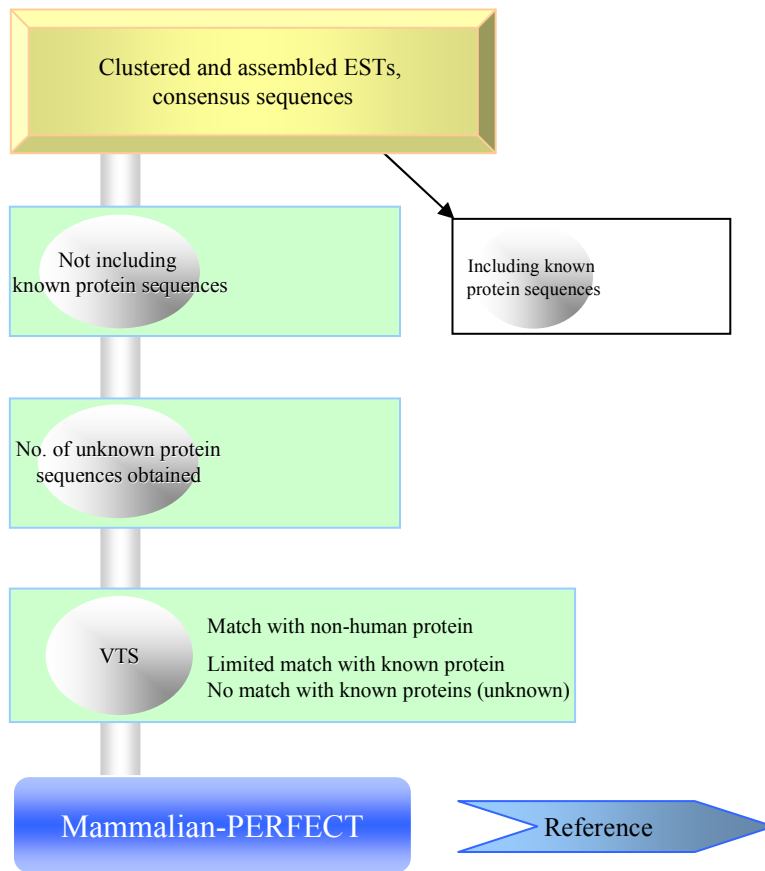 Clustered and assembled ESTs,
consensus sequences
Not including
known protein sequences
Including known
protein sequences
No. of unknown protein
sequences obtained
VTS
Match with non-human protein
Limited match with known protein
No match with known proteins (unknown)
Mammalian-PERFECT
Reference